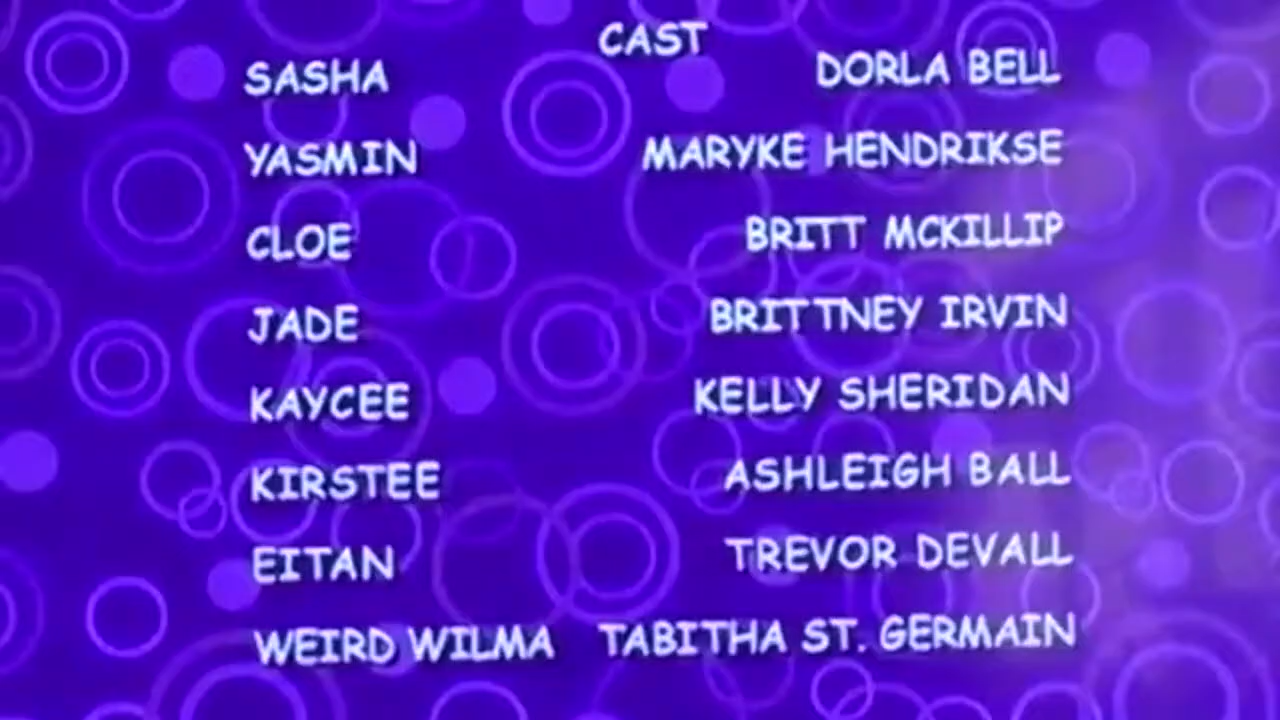 CAST
SASHA DORLA BELL
YASMIN MARYKE HENDRIKSE
CLOE BRITT MCKILLIP
JADE BRITTNEY IRVIN
KAYCEE KELLY SHERIDAN
KIRSTEE ASHLEIGH BALL
EITAN TREVOR DEVALL
WEIRD WILMA TABITHA ST. GERMAIN